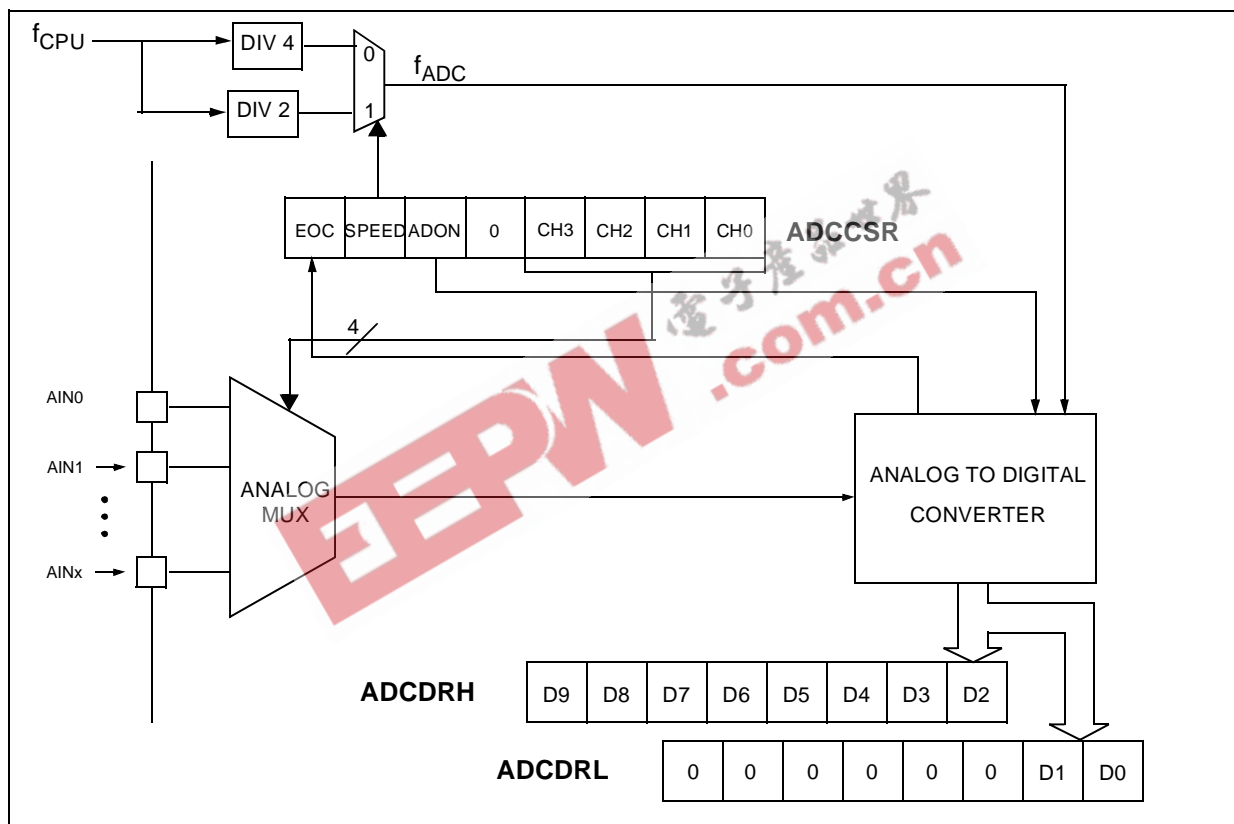 fCPU
DIV 4
0
fADC
DIV 2
1
EOC SPEED ADON 0 CH3 CH2 CH1 CH0 ADCCSR
電子產品世界
.com.cn
4
EEPW
AIN0
AIN1
ANALOG
MUX
ANALOG TO DIGITAL
CONVERTER
AINx
ADCDRH D9 D8 D7 D6 D5 D4 D3 D2
ADCDRL 0 0 0 0 0 0 D1 D0